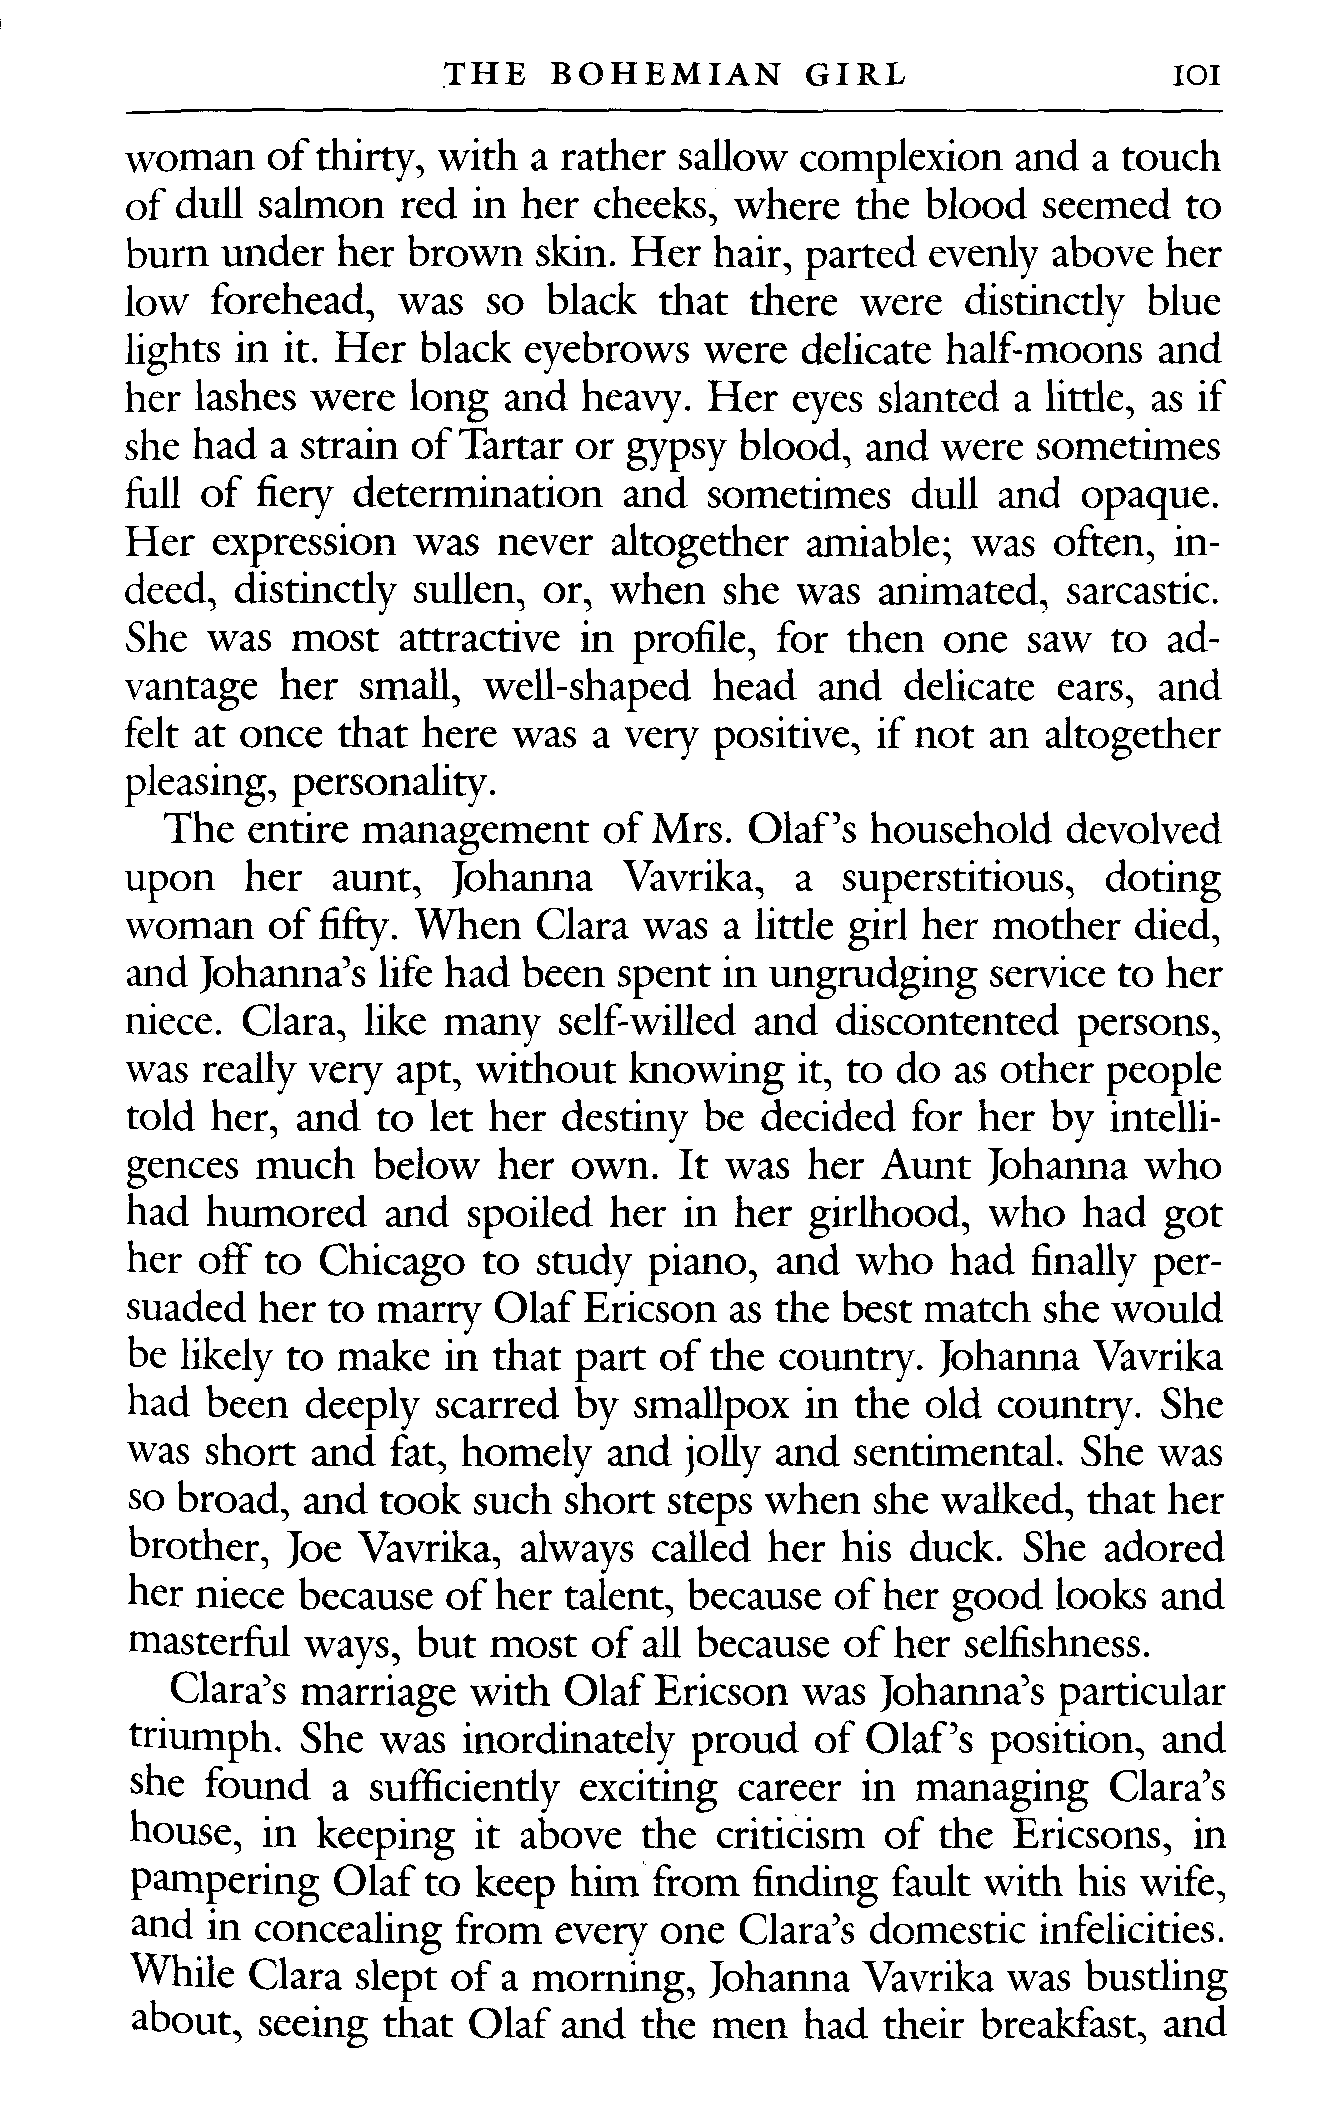 THE BOHEMIAN GIRL 101
woman of thirty, with a rather sallow complexion and a touch
of dull salmon red in her cheeks, where the blood seemed to
burn under her brown skin. Her hair, parted evenly above her
low forehead, was so black that there were distinctly blue
lights in it. Her black eyebrows were delicate half-moons and
her lashes were long and heavy. Her eyes slanted a little, as if
she had a strain of Tartar or gypsy blood, and were sometimes
full of fiery determination and sometimes dull and opaque.
Her expression was never altogether amiable; was often, in-
deed, distinctly sullen, or, when she was animated, sarcastic.
She was most attractive in profile, for then one saw to ad-
vantage her small, well-shaped head and delicate ears, and
felt at once that here was a very positive, if not an altogether
pleasing, personality.
The entire management of Mrs. Olaf's household devolved
upon her aunt, Johanna Vavrika, a superstitious, doting
woman of fifty. When Clara was a little girl her mother died,
and Johanna's life had been spent in ungrudging service to her
niece. Clara, like many self-willed and discontented persons,
was really very apt, without knowing it, to do as other people
told her, and to let her destiny be decided for her by intelli-
gences much below her own. It was her Aunt Johanna who
had humored and spoiled her in her girlhood, who had got
her off to Chicago to study piano, and who had finally per-
suaded her to marry Olaf Ericson as the best match she would
be likely to make in that part of the country. Johanna Vavrika
had been deeply scarred by smallpox in the old country. She
was short and fat, homely and jolly and sentimental. She was
so broad, and took such short steps when she walked, that her
brother, Joe Vavrika, always called her his duck. She adored
her niece because of her talent, because of her good looks and
masterful ways, but most of all because of her selfishness.
Clara's marriage with Olaf Ericson was Johanna's particular
triumph. She was inordinately proud of Olaf's position, and
she found a sufficiently exciting career in managing Clara's
house, in keeping it above the criticism of the Ericsons, in
pampering Olaf to keep him from finding fault with his wife,
and in concealing from every one Clara's domestic infelicities.
While Clara slept of a morning, Johanna Vavrika was bustling
about, seeing that Olaf and the men had their breakfast, and